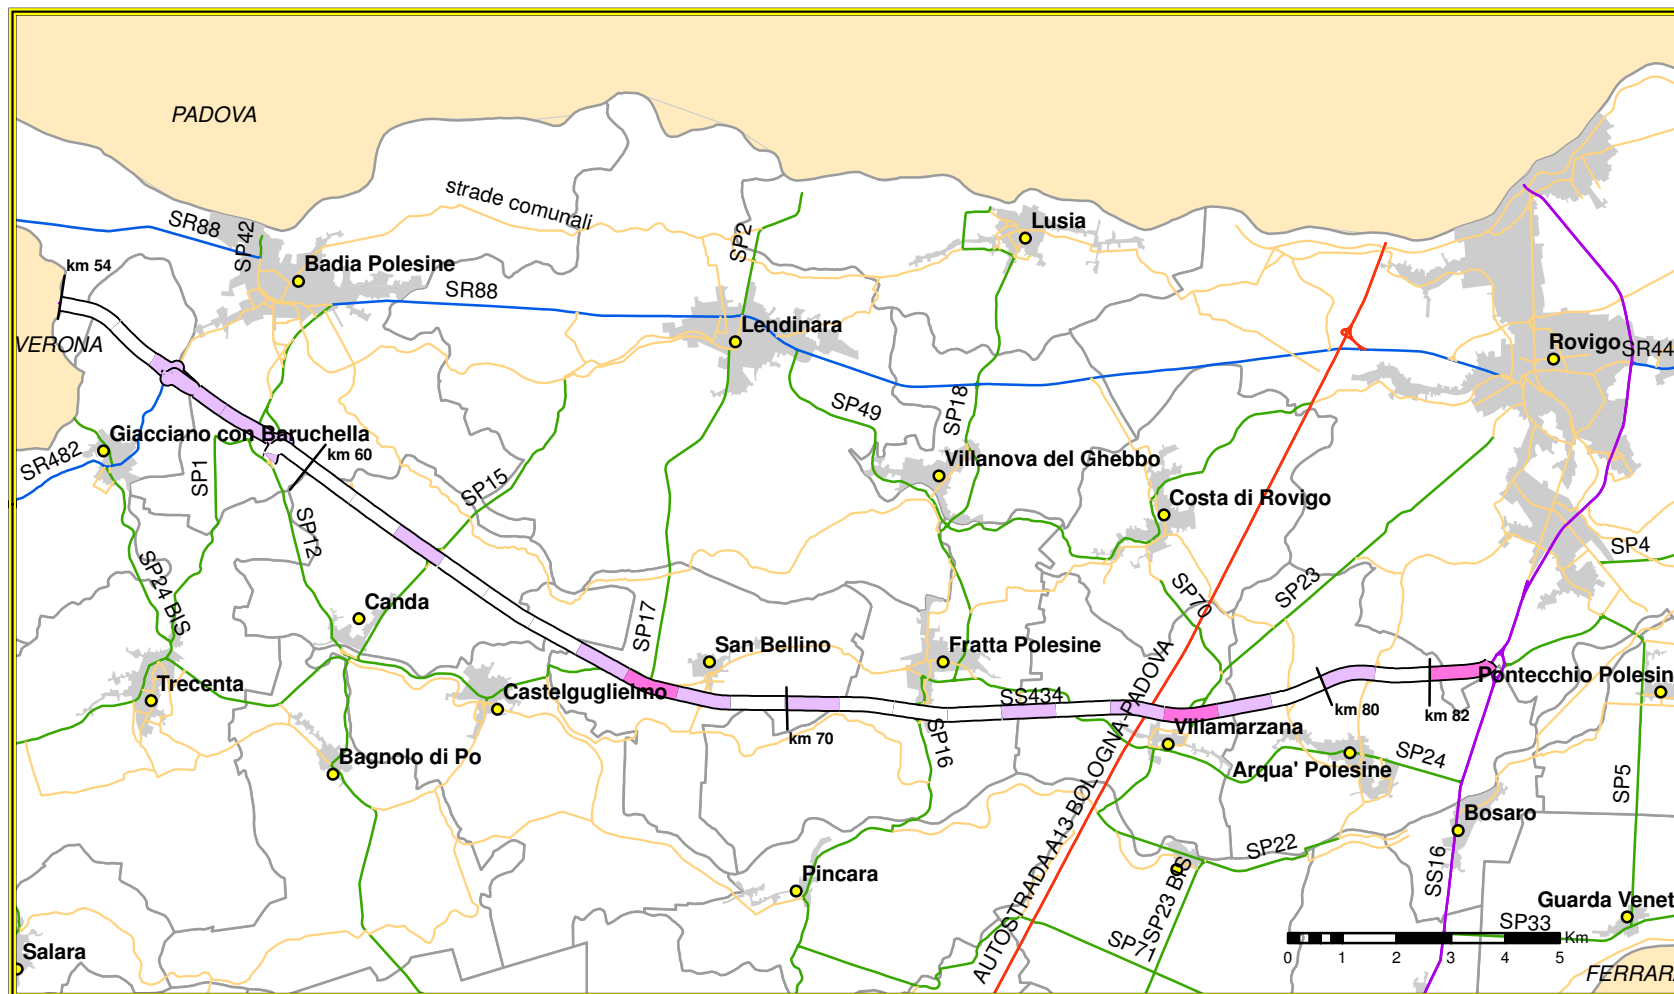 PADOVA
strade comunali
SR88
SP42
SP2
Lusia
km 54
Badia Polesine
SR88
Lendinara
VERONA
Rovigo
SR44
SP49
SP18
Giacciano con Baruchella
SR482
km 60
SP1
SP15
Villanova del Ghebbo
Costa di Rovigo
SP12
SP4
SP24 BIS
SP70
SP23
Canda
SP17
San Bellino
Fratta Polesine
Trecenta
Castelguglielmo
SS434
Pontecchio Polesin
km 80
km 82
km 70
SP16
Villamarzana
Bagnolo di Po
Arqua' Polesine
SP24
SP5
AUTOSTRADA A13 BOLOGNA-PADOVA
Bosaro
SP22
SS16
Pincara
SP23 BIS
Guarda Venet
SP33
SP71
Km
Salara
0 1 2 3 4 5
FERRARA